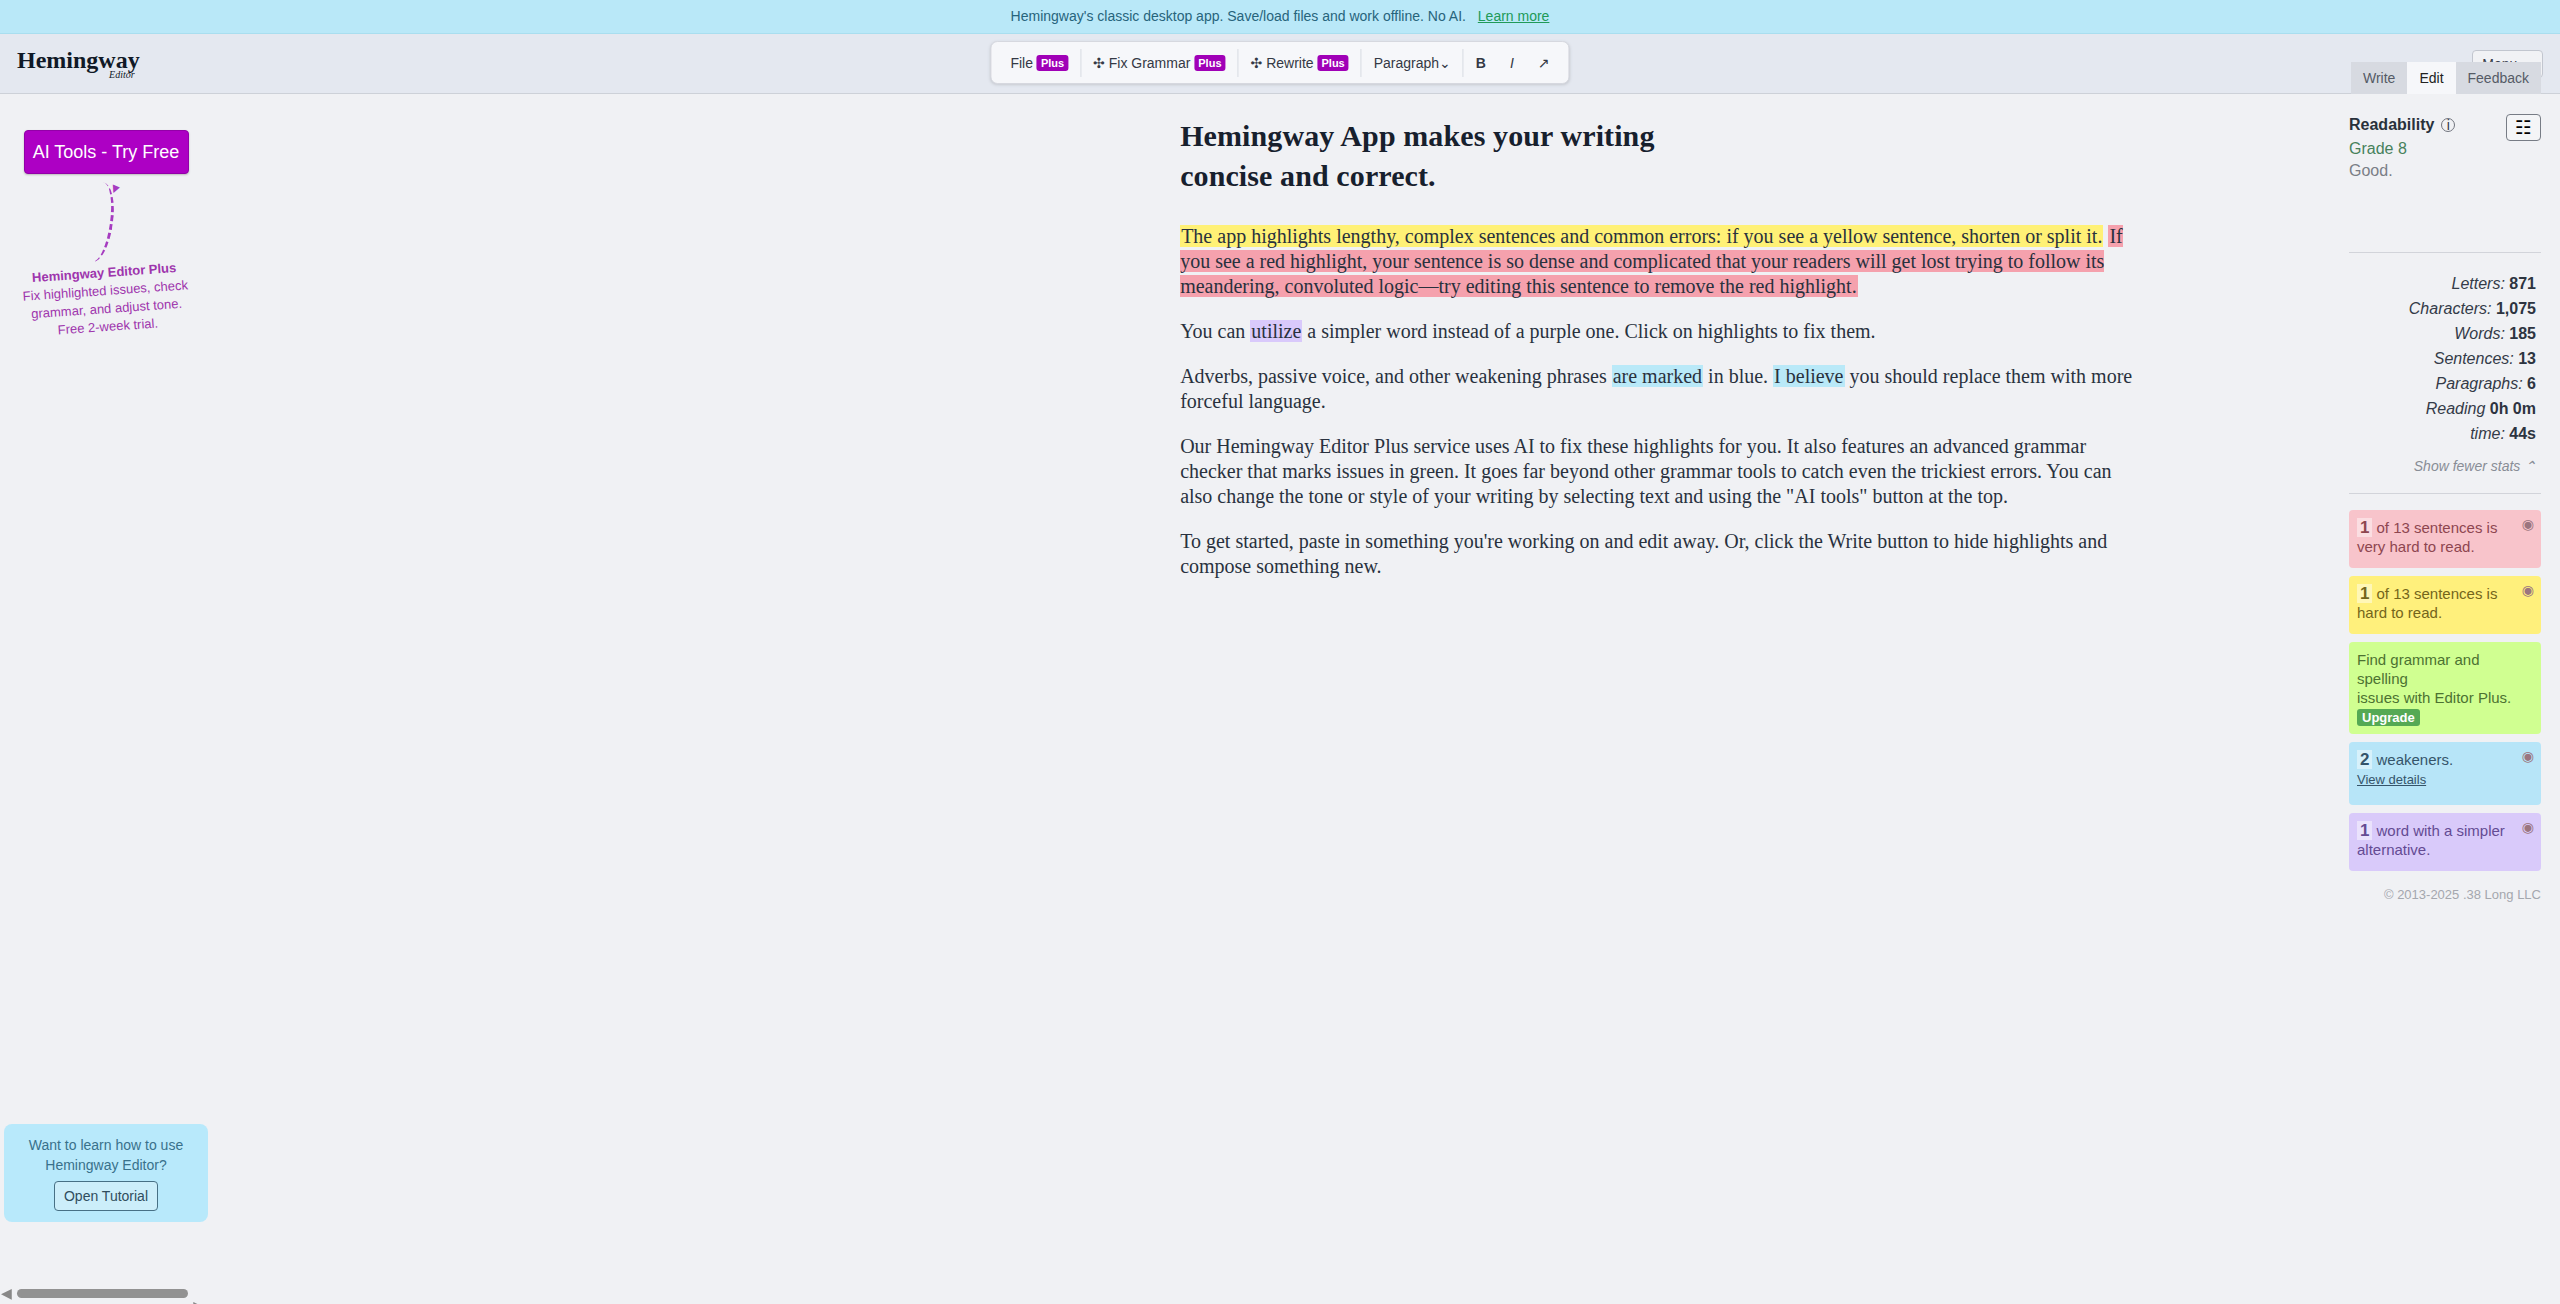 Hemingway's classic desktop app. Save/load files and work offline. No AI. Learn more
Hemingway
Editor
File Plus Fix Grammar Plus Rewrite Plus Paragraph B I
Write Edit Feedback
AI Tools - Try Free
Hemingway Editor Plus
Fix highlighted issues, check
grammar, and adjust tone.
Free 2-week trial.
Hemingway App makes your writing
concise and correct.
The app highlights lengthy, complex sentences and common errors: if you see a yellow sentence, shorten or split it. If
you see a red highlight, your sentence is so dense and complicated that your readers will get lost trying to follow its
meandering, convoluted logic—try editing this sentence to remove the red highlight.
You can utilize a simpler word instead of a purple one. Click on highlights to fix them.
Adverbs, passive voice, and other weakening phrases are marked in blue. I believe you should replace them with more
forceful language.
Our Hemingway Editor Plus service uses AI to fix these highlights for you. It also features an advanced grammar
checker that marks issues in green. It goes far beyond other grammar tools to catch even the trickiest errors. You can
also change the tone or style of your writing by selecting text and using the "AI tools" button at the top.
To get started, paste in something you're working on and edit away. Or, click the Write button to hide highlights and
compose something new.
Readability
Grade 8
Good.
Letters: 871
Characters: 1,075
Words: 185
Sentences: 13
Paragraphs: 6
Reading 0h 0m
time: 44s
Show fewer stats
1 of 13 sentences is
very hard to read.
1 of 13 sentences is
hard to read.
Find grammar and
spelling
issues with Editor Plus.
Upgrade
2 weakeners.
View details
1 word with a simpler
alternative.
© 2013-2025 .38 Long LLC
Want to learn how to use
Hemingway Editor?
Open Tutorial